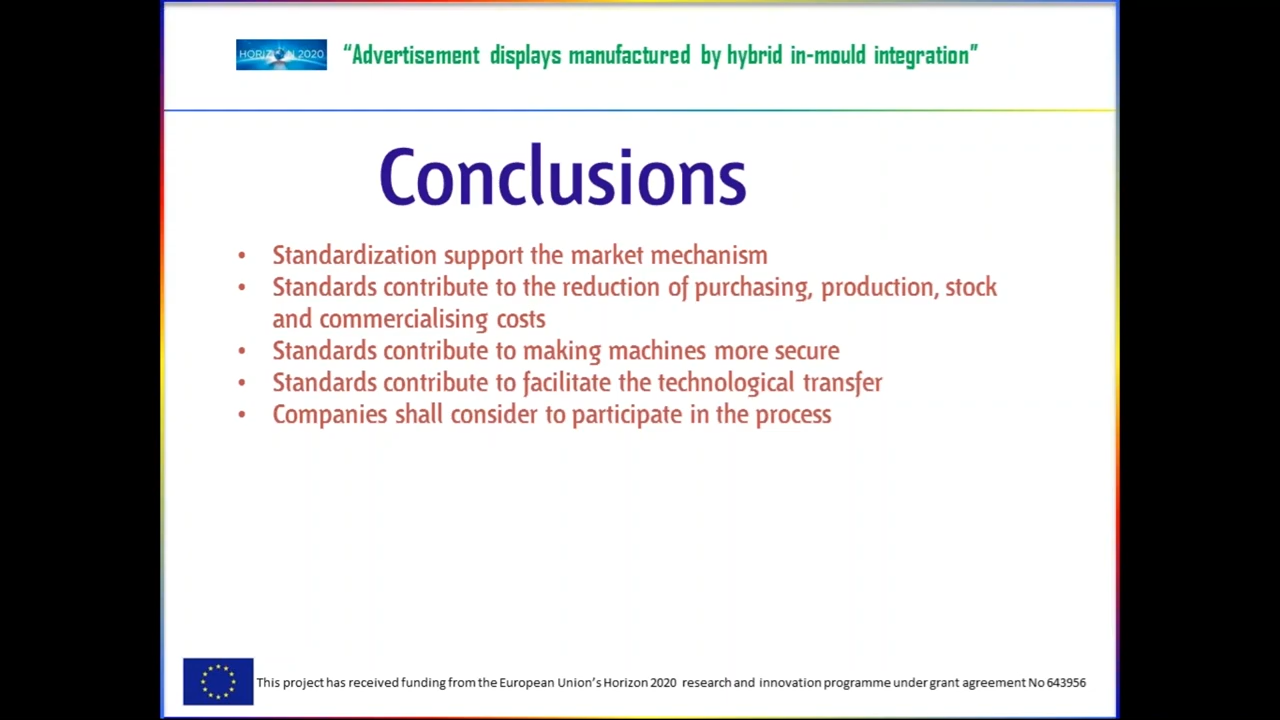 HORIZON 2020
“Advertisement displays manufactured by hybrid in-mould integration”
Conclusions
• Standardization support the market mechanism
• Standards contribute to the reduction of purchasing, production, stock
and commercialising costs
• Standards contribute to making machines more secure
• Standards contribute to facilitate the technological transfer
• Companies shall consider to participate in the process
This project has received funding from the European Union’s Horizon 2020 research and innovation programme under grant agreement No 643956